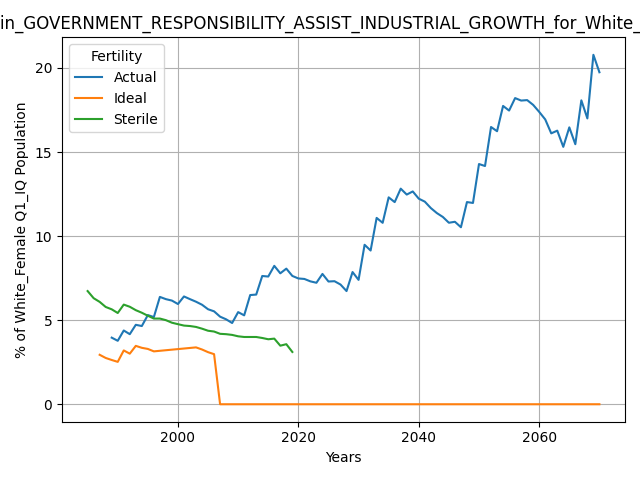 in_GOVERNMENT_RESPONSIBILITY_ASSIST_INDUSTRIAL_GROWTH_for_White_
Fertility
Actual
Ideal
Sterile
% of White_Female Q1_IQ Population
20
15
10
5
0
2000 2020 2040 2060
Years